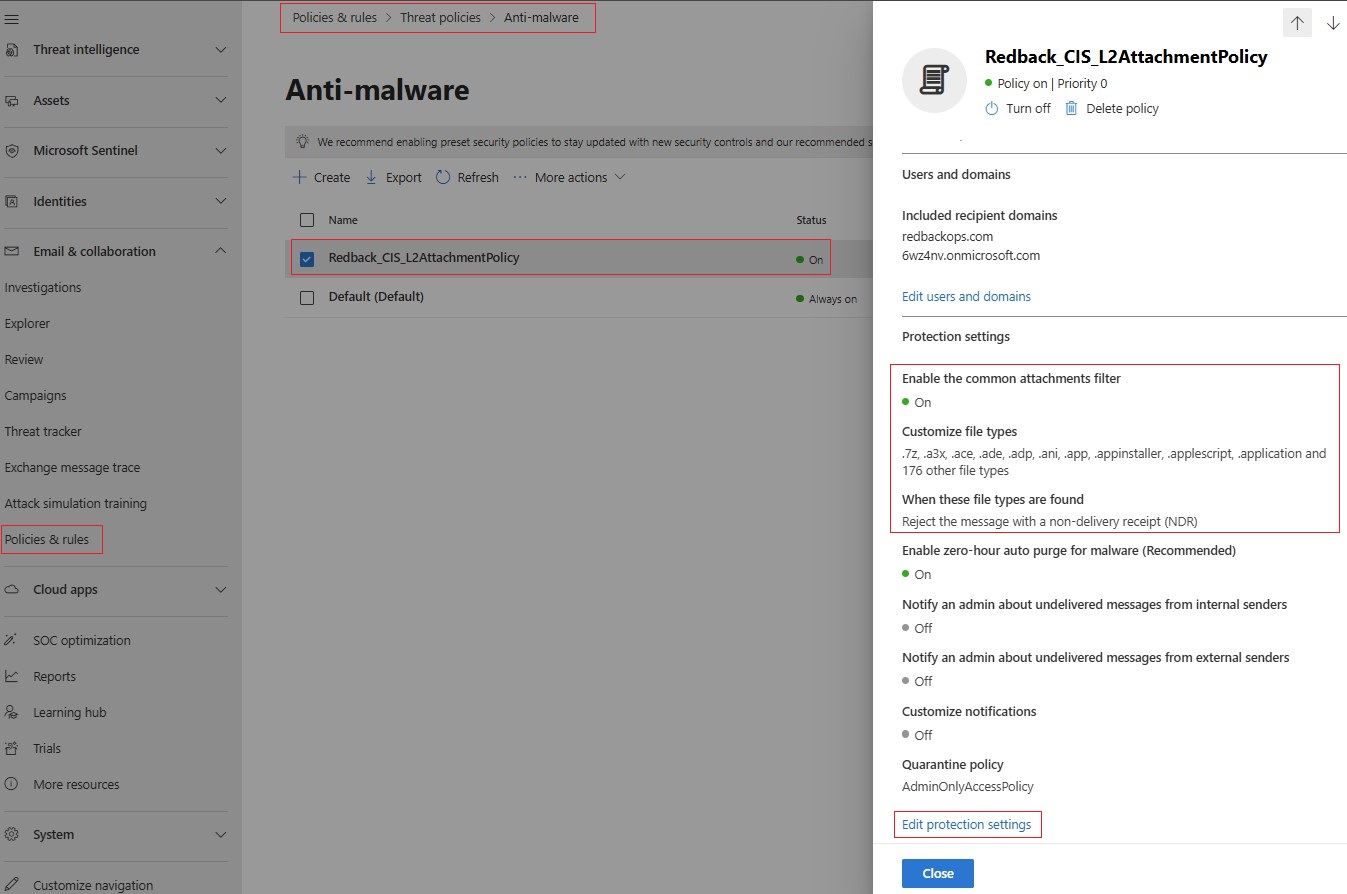 Threat intelligence
Assets
Microsoft Sentinel
Identities
Email & collaboration
Investigations
Explorer
Review
Campaigns
Threat tracker
Exchange message trace
Attack simulation training
Policies & rules
Cloud apps
SOC optimization
Reports
Learning hub
Trials
More resources
System
Customize navigation
Policies & rules > Threat policies > Anti-malware
Anti-malware
We recommend enabling preset security policies to stay updated with new security controls and our recommended s
Create Export Refresh ··· More actions
Name Status
Redback_CIS_L2AttachmentPolicy On
Default (Default) Always on
Redback_CIS_L2AttachmentPolicy
Policy on | Priority 0
Turn off Delete policy
Users and domains
Included recipient domains
redbackops.com
6wz4nv.onmicrosoft.com
Edit users and domains
Protection settings
Enable the common attachments filter
On
Customize file types
.7z, .a3x, .ace, .ade, .adp, .ani, .app, .appinstaller, .applescript, .application and
176 other file types
When these file types are found
Reject the message with a non-delivery receipt (NDR)
Enable zero-hour auto purge for malware (Recommended)
On
Notify an admin about undelivered messages from internal senders
Off
Notify an admin about undelivered messages from external senders
Off
Customize notifications
Off
Quarantine policy
AdminOnlyAccessPolicy
Edit protection settings
Close